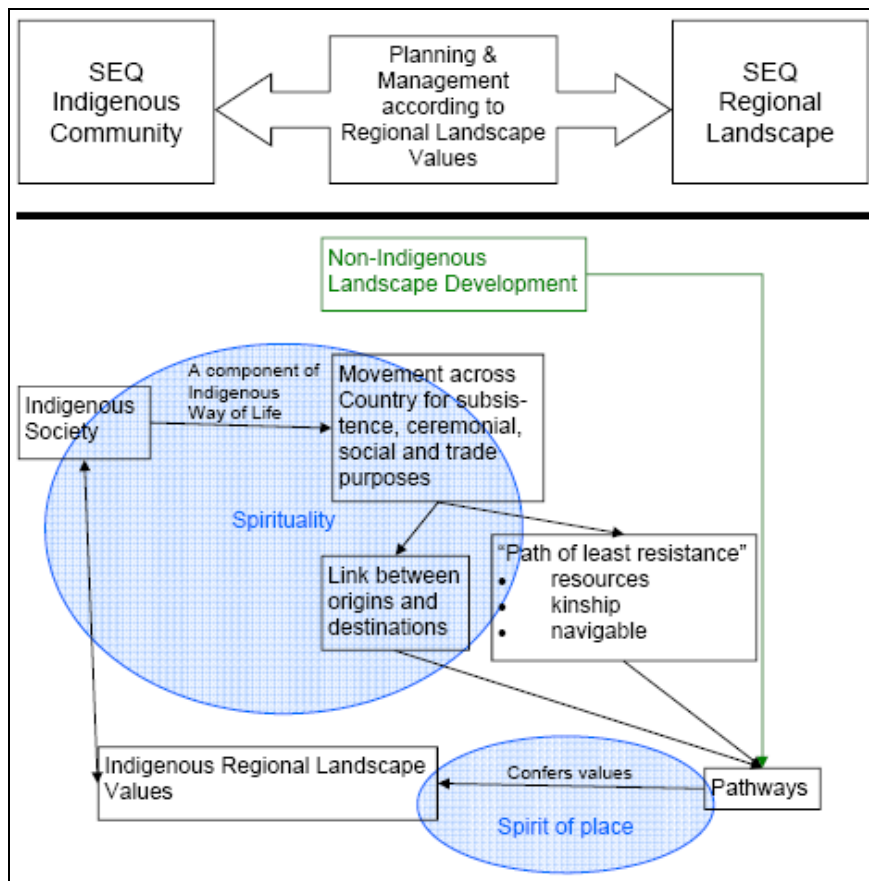 SEQ
Indigenous
Community
Planning &
Management
according to
Regional Landscape
Values
SEQ
Regional
Landscape
Non-Indigenous
Landscape Development
A component of
Indigenous
Way of Life
Indigenous
Society
Movement across
Country for subsis-
tence, ceremonial,
social and trade
purposes
Spirituality
Link between
origins and
destinations
“Path of least resistance”
• resources
• kinship
• navigable
Indigenous Regional Landscape
Values
Confers values
Pathways
Spirit of place